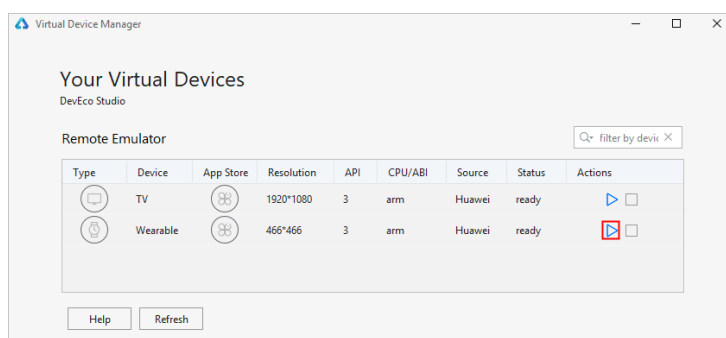 Virtual Device Manager
Your Virtual Devices
DevEco Studio
Remote Emulator
filter by devic
Type Device App Store Resolution API CPU/ABI Source Status Actions
TV 1920*1080 3 arm Huawei ready
Wearable 466*466 3 arm Huawei ready
Help Refresh